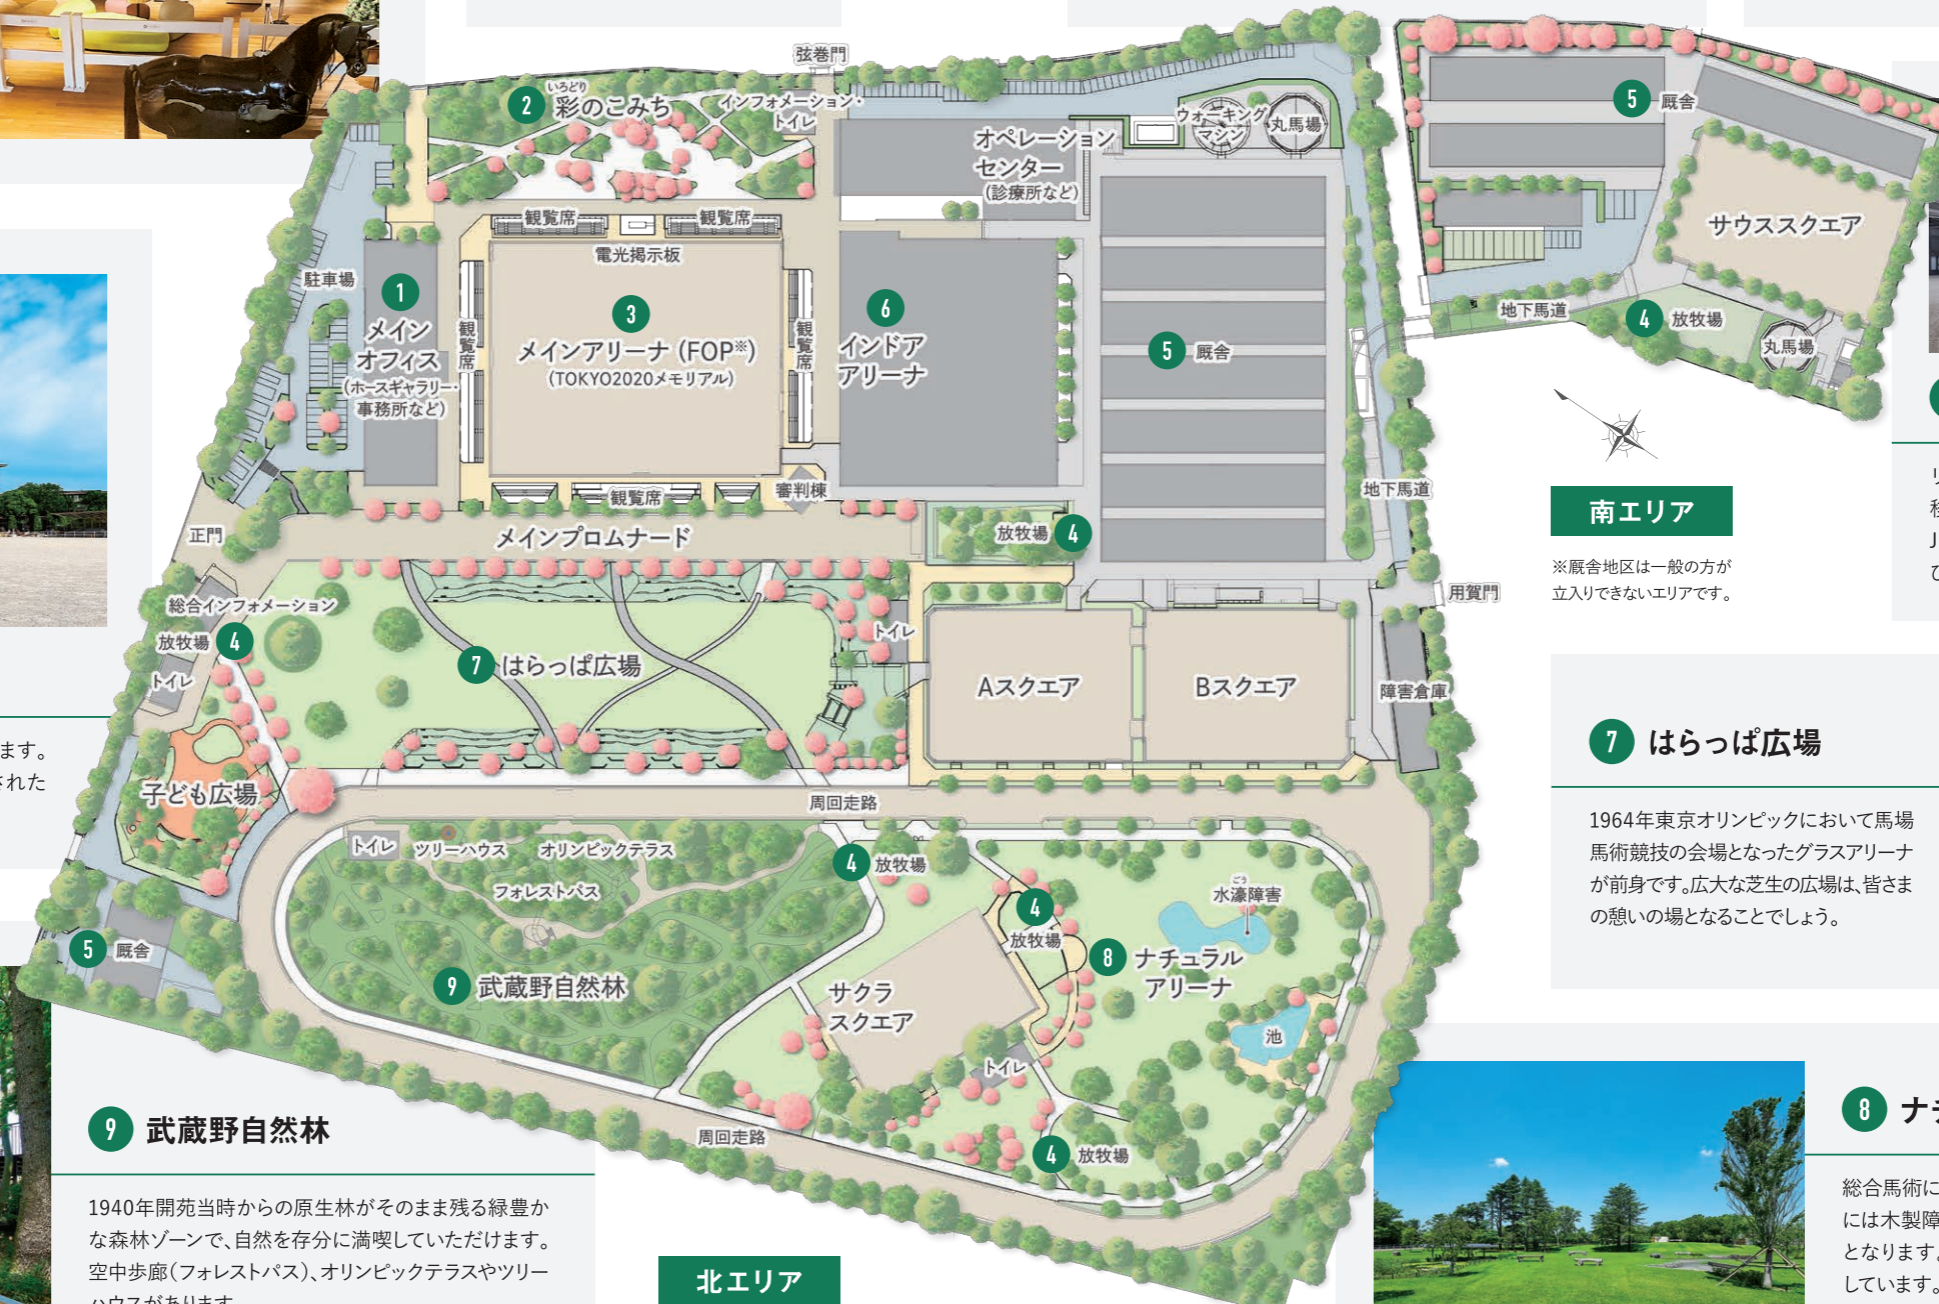 弦巻門
いろどり
2 彩のこみち
インフォメーション・
トイレ
オペレーション
センター
(診療所など)
ウォーキング
マシン
丸馬場
5 厩舎
サウススクエア
観覧席
観覧席
電光掲示板
駐車場
1
メイン
オフィス
(ホースギャラリー・
事務所など)
観覧席
3
メインアリーナ (FOP※)
(TOKYO2020メモリアル)
観覧席
6
インドア
アリーナ
5 厩舎
地下馬道
4 放牧場
丸馬場
観覧席
審判棟
地下馬道
南エリア
※厩舎地区は一般の方が
立入りできないエリアです。
正門
メインプロムナード
放牧場 4
用賀門
総合インフォメーション
放牧場 4
トイレ
7 はらっぱ広場
トイレ
Aスクエア
Bスクエア
障害倉庫
子ども広場
周回走路
トイレ
ツリーハウス
オリンピックテラス
フォレストパス
4 放牧場
4
放牧場
ごう
水濠障害
8 ナチュラル
アリーナ
5 厩舎
9 武蔵野自然林
サクラ
スクエア
池
トイレ
周回走路
4 放牧場
北エリア
7 はらっぱ広場
1964年東京オリンピックにおいて馬場
馬術競技の会場となったグラスアリーナ
が前身です。広大な芝生の広場は、皆さま
の憩いの場となることでしょう。
9 武蔵野自然林
1940年開苑当時からの原生林がそのまま残る緑豊か
な森林ゾーンで、自然を存分に満喫していただけます。
空中歩廊(フォレストパス)、オリンピックテラスやツリー
ハウスがあります。
8 ナ
総合馬術に
には木製障
となります。
しています。
ます。
された